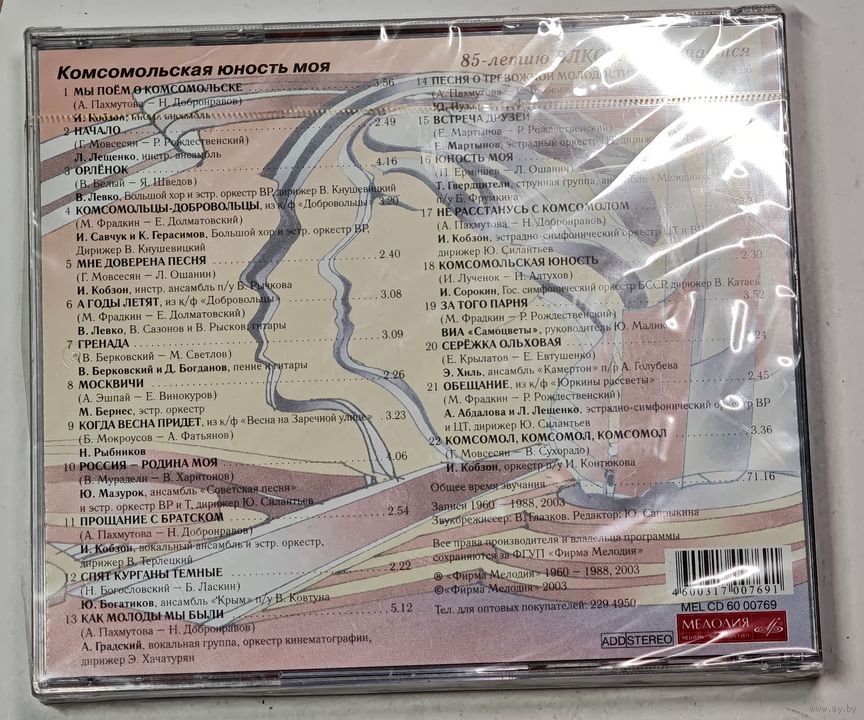 Комсомольская юность моя
85-летию
1 МЫ ПОЁМ О КОМСОМОЛЬСКЕ 3.56
(А. Пахмутова – Н. Добронравов)
И. Кобзон, инстр. ансамбль
2 НАЧАЛО 2.49
(Г. Мовсесян – Р. Рождественский)
Л. Лещенко, инстр. ансамбль
3 ОРЛЁНОК 4.16
(В. Белый – Я. Шведов)
В. Левко, Большой хор и эстр. оркестр ВР, дирижер В. Кнушевицкий
4 КОМСОМОЛЬЦЫ-ДОБРОВОЛЬЦЫ, из к/ф «Добровольцы» 3.20
(М. Фрадкин – Е. Долматовский)
И. Савчук и К. Герасимов, Большой хор и эстр. оркестр ВР,
Дирижер В. Кнушевицкий
5 МНЕ ДОВЕРЕНА ПЕСНЯ 2.40
(Г. Мовсесян – Л. Ошанин)
И. Кобзон, инстр. ансамбль п/у Б. Рычкова
6 А ГОДЫ ЛЕТЯТ, из к/ф «Добровольцы» 3.08
(М. Фрадкин – Е. Долматовский)
В. Левко, В. Сазонов и В. Рысков, гитары
7 ГРЕНАДА 3.09
(В. Берковский – М. Светлов)
В. Берковский и Д. Богданов, пение и гитары
8 МОСКВИЧИ 2.26
(А. Эшпай – Е. Винокуров)
М. Бернес, эстр. оркестр
9 КОГДА ВЕСНА ПРИДЕТ, из к/ф «Весна на Заречной улице» 3.23
(Б. Мокроусов – А. Фатьянов)
Н. Рыбников
10 РОССИЯ – РОДИНА МОЯ 4.06
(В. Мурадели – В. Харитонов)
Ю. Мазурок, ансамбль «Советская песня»
и эстр. оркестр ВР и Т, дирижер Ю. Силантьев
11 ПРОЩАНИЕ С БРАТСКОМ 2.54
(А. Пахмутова – Н. Добронравов)
И. Кобзон, вокальный ансамбль и эстр. оркестр,
дирижер В. Терлецкий
12 СПЯТ КУРГАНЫ ТЕМНЫЕ 2.22
(Н. Богословский – Б. Ласкин)
Ю. Богатиков, ансамбль «Крым» п/у В. Ковтуна
13 КАК МОЛОДЫ МЫ БЫЛИ 5.12
(А. Пахмутова – Н. Добронравов)
А. Градский, вокальная группа, оркестр кинематографии,
дирижер Э. Хачатурян
14 ПЕСНЯ О ТРЕВОЖНОЙ МОЛОДОСТИ
(А. Пахмутова
15 ВСТРЕЧА ДРУЗЕЙ
(Е. Мартынов – Р. Рождественский)
Е. Мартынов, эстрадный оркестр дирижер
16 ЮНОСТЬ МОЯ
– Л. Ошанин)
Т. Гвердцители, струнная группа, ансамбль «Мелодия»
п/у Б. Фрумкина
17 НЕ РАССТАНУСЬ С КОМСОМОЛОМ
(А. Пахмутова – Н. Добронравов)
И. Кобзон, эстрадно-симфонический оркестр
дирижер Ю. Силантьев
18 КОМСОМОЛЬСКАЯ ЮНОСТЬ 2.30
(И. Лученок – Н. Алтухов)
И. Сорокин, Гос. симфонический оркестр БССР, дирижер В. Катаев
19 ЗА ТОГО ПАРНЯ 3.52
(М. Фрадкин – Р. Рождественский)
ВИА «Самоцветы», руководитель Ю. Малик
20 СЕРЁЖКА ОЛЬХОВАЯ
(Е. Крылатов – Е. Евтушенко)
Э. Хиль, ансамбль «Камертон» п/р А. Голубева
21 ОБЕЩАНИЕ, из к/ф «Юркины рассветы» 2.45
(М. Фрадкин – Р. Рождественский)
А. Абдалова и Л. Лещенко, эстрадно-симфонический оркестр ВР
и ЦТ, дирижер Ю. Силантьев
22 КОМСОМОЛ, КОМСОМОЛ, КОМСОМОЛ 3.36
(Г. Мовсесян – В. Сухорадо)
И. Кобзон, оркестр п/у И. Контюкова
Общее время звучания 71.16
Записи 1960 – 1988, 2003
Звукорежиссер: В. Глазков. Редактор: Ю. Сапрыкина
Все права производителя и владельца программы
сохраняются за ФГУП «Фирма Мелодия»
℗ «Фирма Мелодия» 1960 – 1988, 2003
© «Фирма Мелодия» 2003
Тел. для оптовых покупателей: 229 4950
ADD STEREO
4 600317 007691
MEL CD 60 00769
МЕЛОДИЯ
www.ay.by